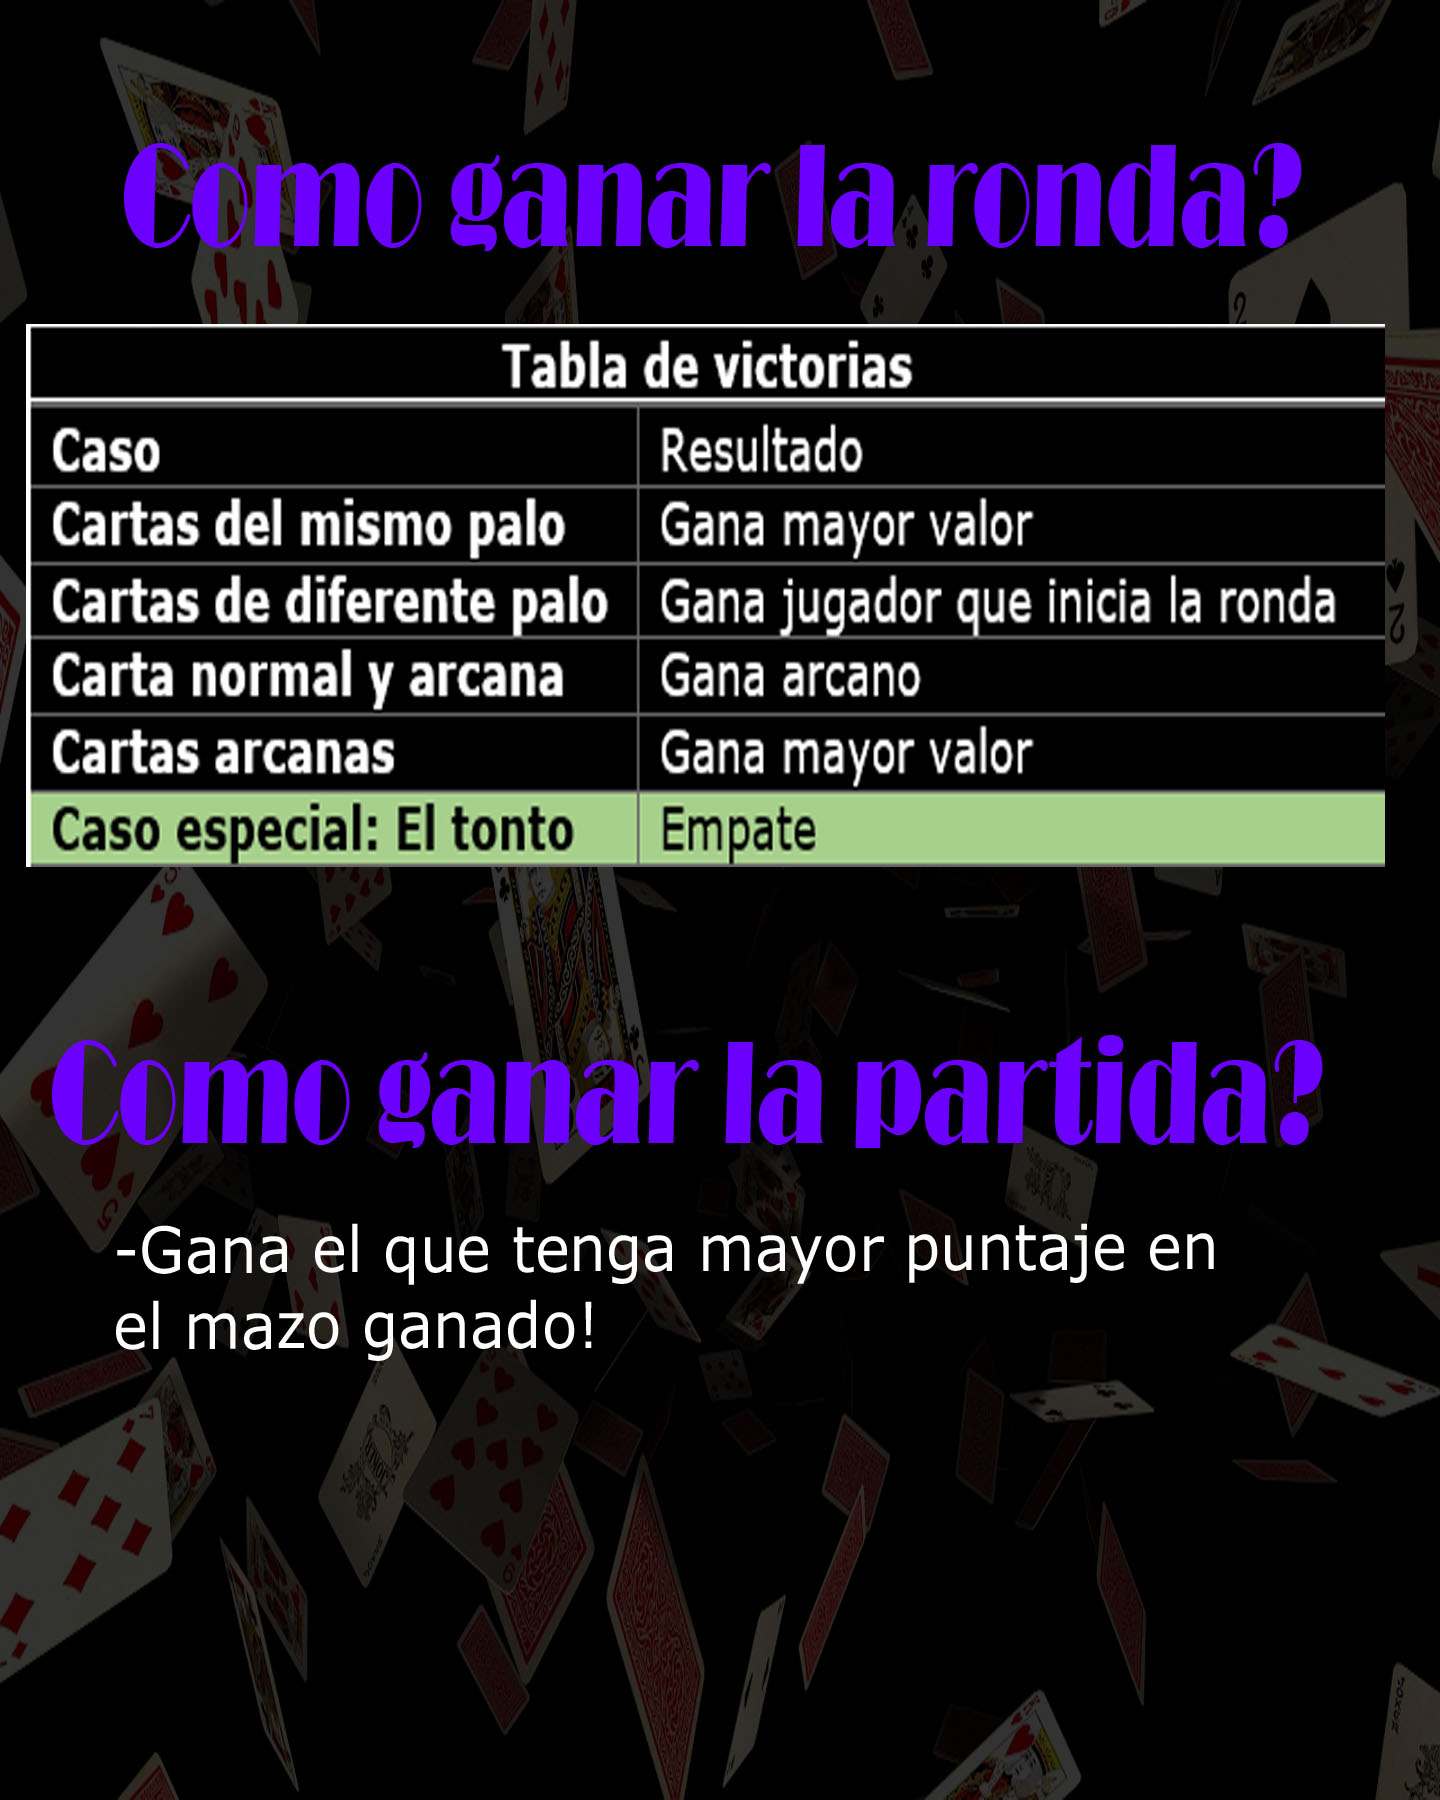 Como ganar la ronda?
Tabla de victorias
Caso Resultado
Cartas del mismo palo Gana mayor valor
Cartas de diferente palo Gana jugador que inicia la ronda
Carta normal y arcana Gana arcano
Cartas arcanas Gana mayor valor
Caso especial: El tonto Empate
Como ganar la partida?
-Gana el que tenga mayor puntaje en
el mazo ganado!